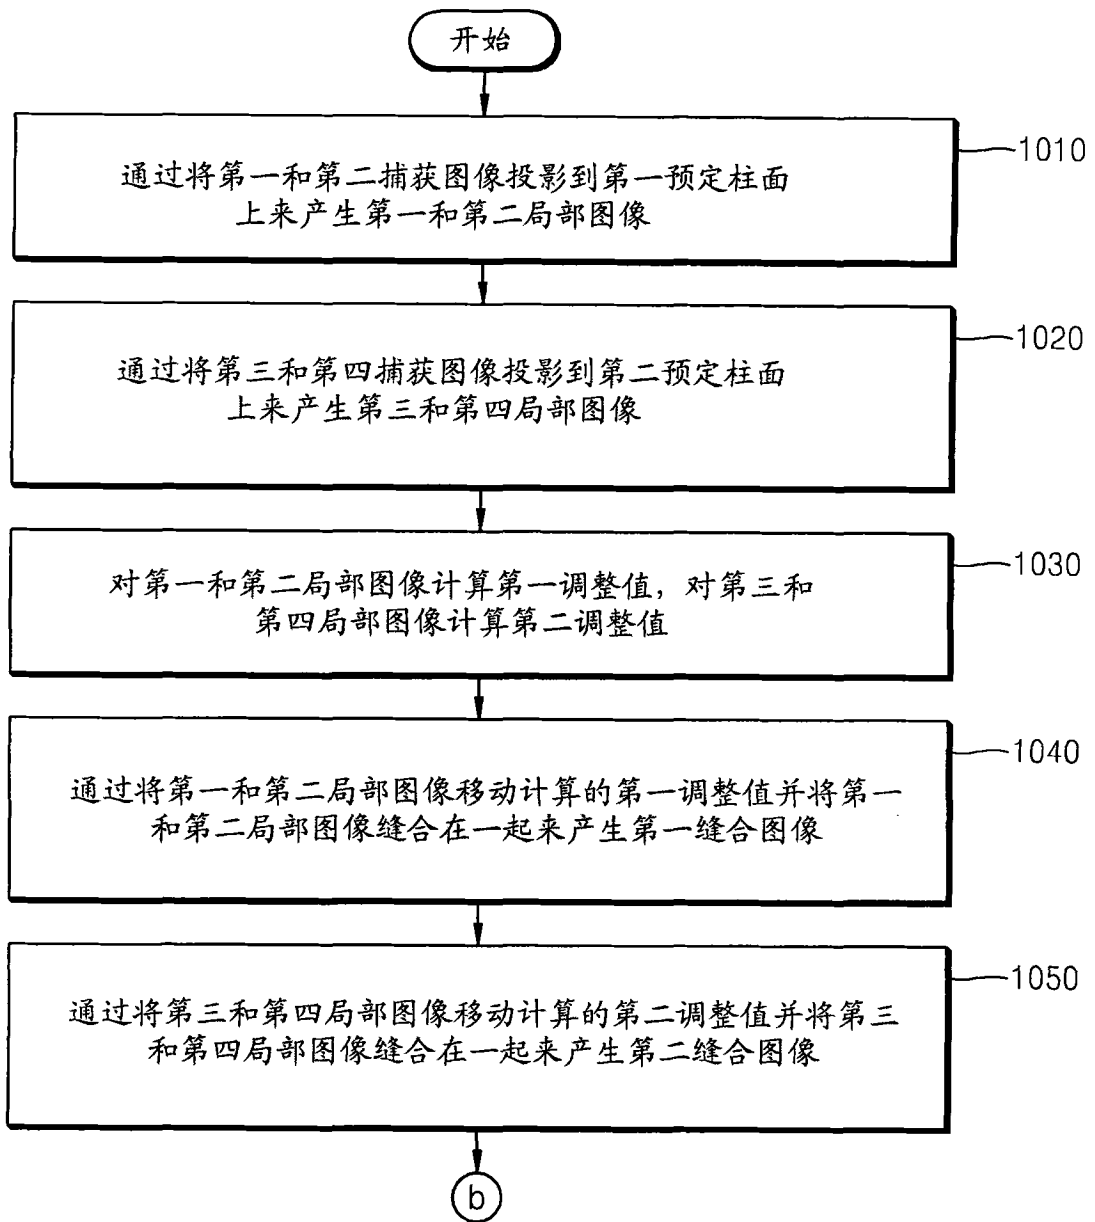 开始
通过将第一和第二捕获图像投影到第一预定柱面
上来产生第一和第二局部图像
1010
通过将第三和第四捕获图像投影到第二预定柱面
上来产生第三和第四局部图像
1020
对第一和第二局部图像计算第一调整值，对第三和
第四局部图像计算第二调整值
1030
通过将第一和第二局部图像移动计算的第一调整值并将第一
和第二局部图像缝合在一起来产生第一缝合图像
1040
通过将第三和第四局部图像移动计算的第二调整值并将第三
和第四局部图像缝合在一起来产生第二缝合图像
1050
b